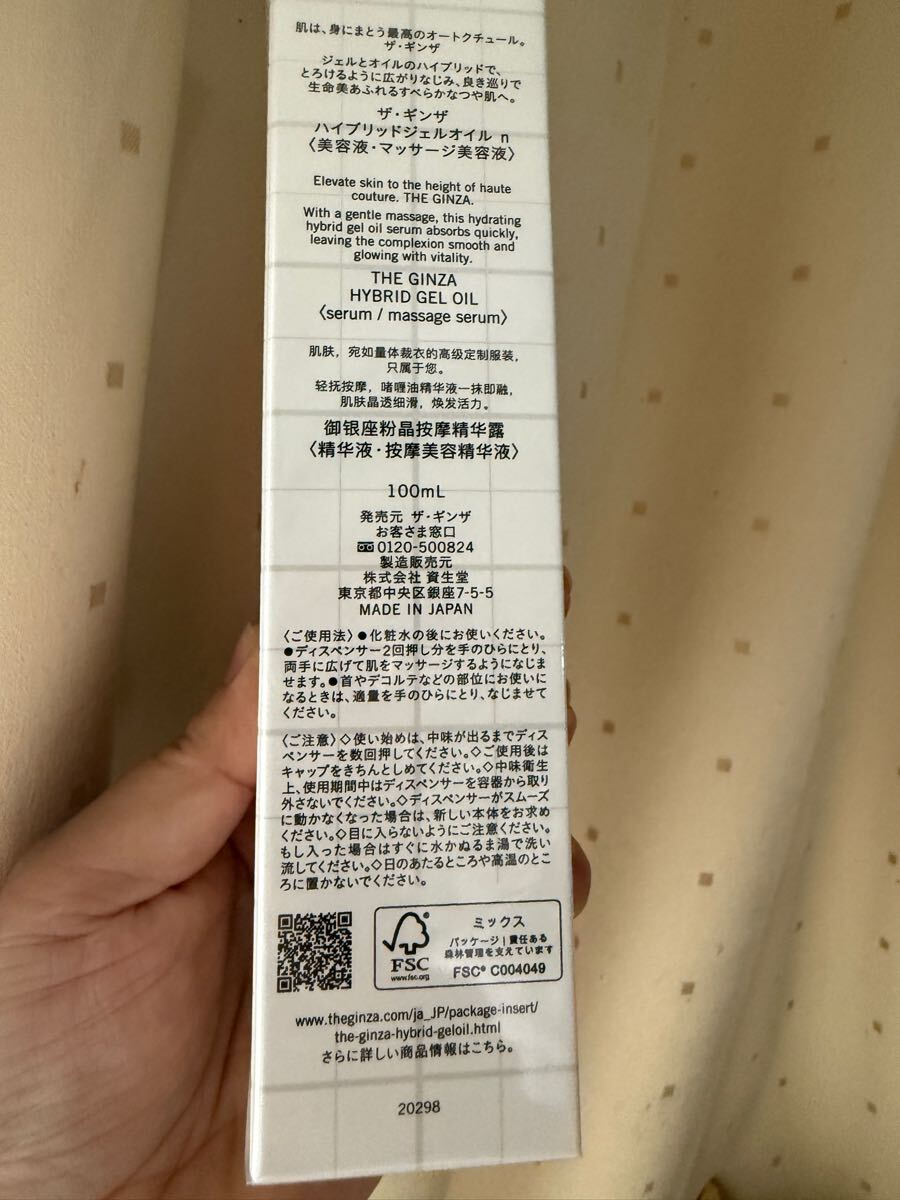 肌は、身にまとう最高のオートクチュール。
ザ・ギンザ
ジェルとオイルのハイブリッドで、
とろけるように広がりなじみ、良き巡りで
生命美あふれるすべらかなつや肌へ。
ザ・ギンザ
ハイブリッドジェルオイル n
〈美容液・マッサージ美容液〉
Elevate skin to the height of haute
couture. THE GINZA.
With a gentle massage, this hydrating
hybrid gel oil serum absorbs quickly,
leaving the complexion smooth and
glowing with vitality.
THE GINZA
HYBRID GEL OIL
〈serum / massage serum〉
肌肤，宛如量体裁衣的高级定制服装，
只属于您。
轻抚按摩，啫喱油精华液一抹即融，
肌肤晶透细滑，焕发活力。
御银座粉晶按摩精华露
〈精华液・按摩美容精华液〉
100mL
発売元 ザ・ギンザ
お客さま窓口
0120-500824
製造販売元
株式会社 資生堂
東京都中央区銀座7-5-5
MADE IN JAPAN
〈ご使用法〉●化粧水の後にお使いください。
●ディスペンサー2回押し分を手のひらにとり、
両手に広げて肌をマッサージするようになじま
せます。●首やデコルテなどの部位にお使いに
なるときは、適量を手のひらにとり、なじませて
ください。
〈ご注意〉◇使い始めは、中味が出るまでディス
ペンサーを数回押してください。◇ご使用後は
キャップをきちんとしめてください。◇中味衛生
上、使用期間中はディスペンサーを容器から取り
外さないでください。◇ディスペンサーがスムーズ
に動かなくなった場合は、新しい本体をお求め
ください。◇目に入らないようにご注意ください。
もし入った場合はすぐに水かぬるま湯で洗い
流してください。◇日のあたるところや高温のとこ
ろに置かないでください。
FSC
www.fsc.org
ミックス
パッケージ|責任ある
森林管理を支えています
FSC® C004049
www.theginza.com/ja_JP/package-insert/
the-ginza-hybrid-geloil.html
さらに詳しい商品情報はこちら。
20298